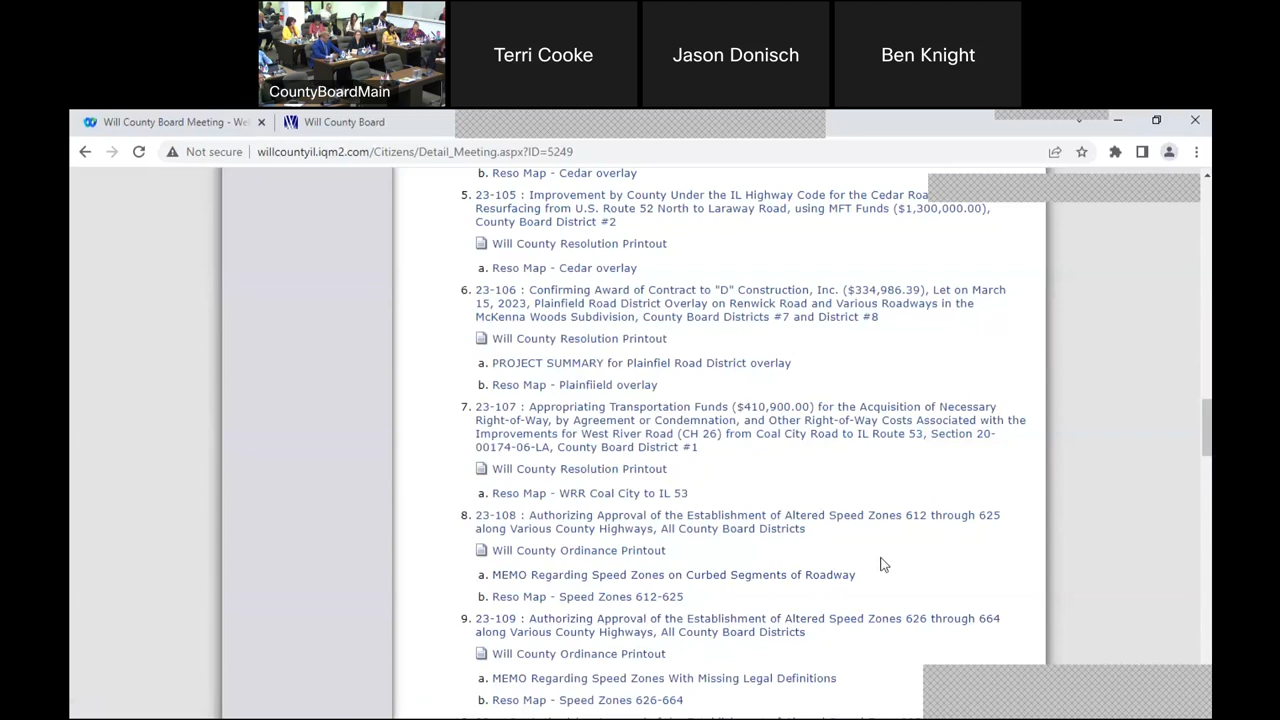 Terri Cooke
Jason Donisch
Ben Knight
CountyBoardMain
Will County Board Meeting - We
Will County Board
Not secure
willcountyil.iqm2.com/Citizens/Detail_Meeting.aspx?ID=5249
b. Reso Map - Cedar overlay
5. 23-105 : Improvement by County Under the IL Highway Code for the Cedar
Resurfacing from U.S. Route 52 North to Laraway Road, using MFT Funds ($1,300,000.00),
County Board District #2
Will County Resolution Printout
a. Reso Map - Cedar overlay
6. 23-106 : Confirming Award of Contract to "D" Construction, Inc. ($334,986.39), Let on March
15, 2023, Plainfield Road District Overlay on Renwick Road and Various Roadways in the
McKenna Woods Subdivision, County Board Districts #7 and District #8
Will County Resolution Printout
a. PROJECT SUMMARY for Plainfiel Road District overlay
b. Reso Map - Plainfiield overlay
7. 23-107 : Appropriating Transportation Funds ($410,900.00) for the Acquisition of Necessary
Right-of-Way, by Agreement or Condemnation, and Other Right-of-Way Costs Associated with the
Improvements for West River Road (CH 26) from Coal City Road to IL Route 53, Section 20-
00174-06-LA, County Board District #1
Will County Resolution Printout
a. Reso Map - WRR Coal City to IL 53
8. 23-108 : Authorizing Approval of the Establishment of Altered Speed Zones 612 through 625
along Various County Highways, All County Board Districts
Will County Ordinance Printout
a. MEMO Regarding Speed Zones on Curbed Segments of Roadway
b. Reso Map - Speed Zones 612-625
9. 23-109 : Authorizing Approval of the Establishment of Altered Speed Zones 626 through 664
along Various County Highways, All County Board Districts
Will County Ordinance Printout
a. MEMO Regarding Speed Zones With Missing Legal Definitions
b. Reso Map - Speed Zones 626-664